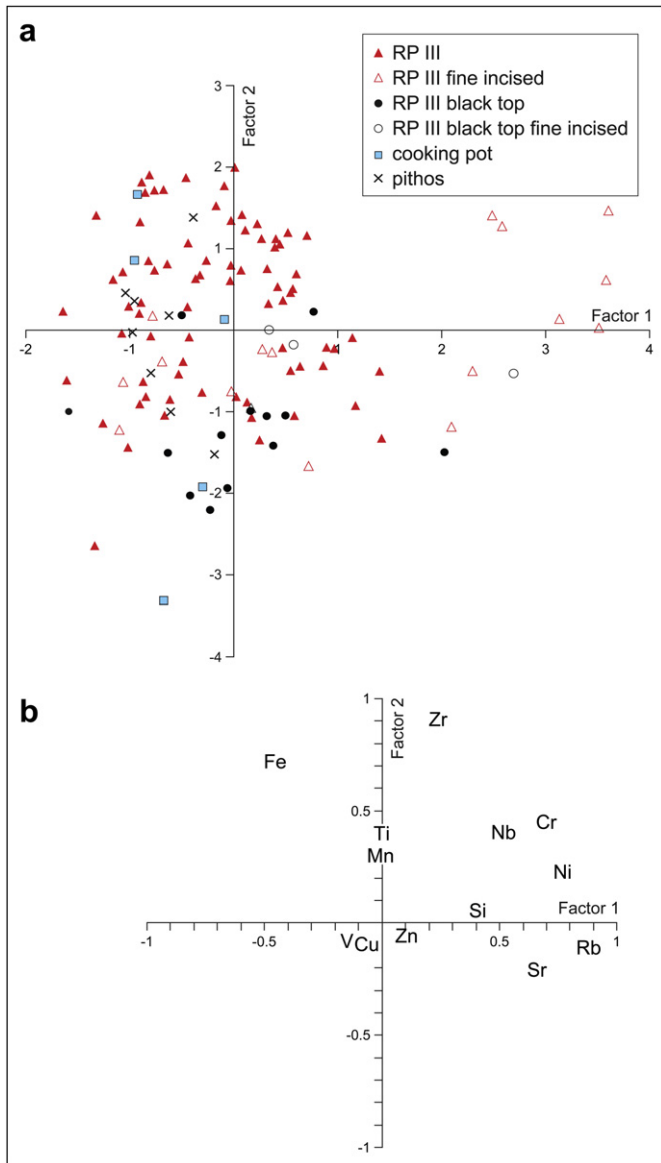 a
RP III
RP III fine incised
RP III black top
RP III black top fine incised
cooking pot
pithos
Factor 2
3
2
1
Factor 1
-2
-1
1
2
3
4
-1
-2
-3
-4
b
1
Factor 2
Zr
Fe
0.5
Ti
Nb
Cr
Mn
Ni
Si
Factor 1
-1
-0.5
0.5
1
V
Cu
Zn
Rb
Sr
-0.5
-1